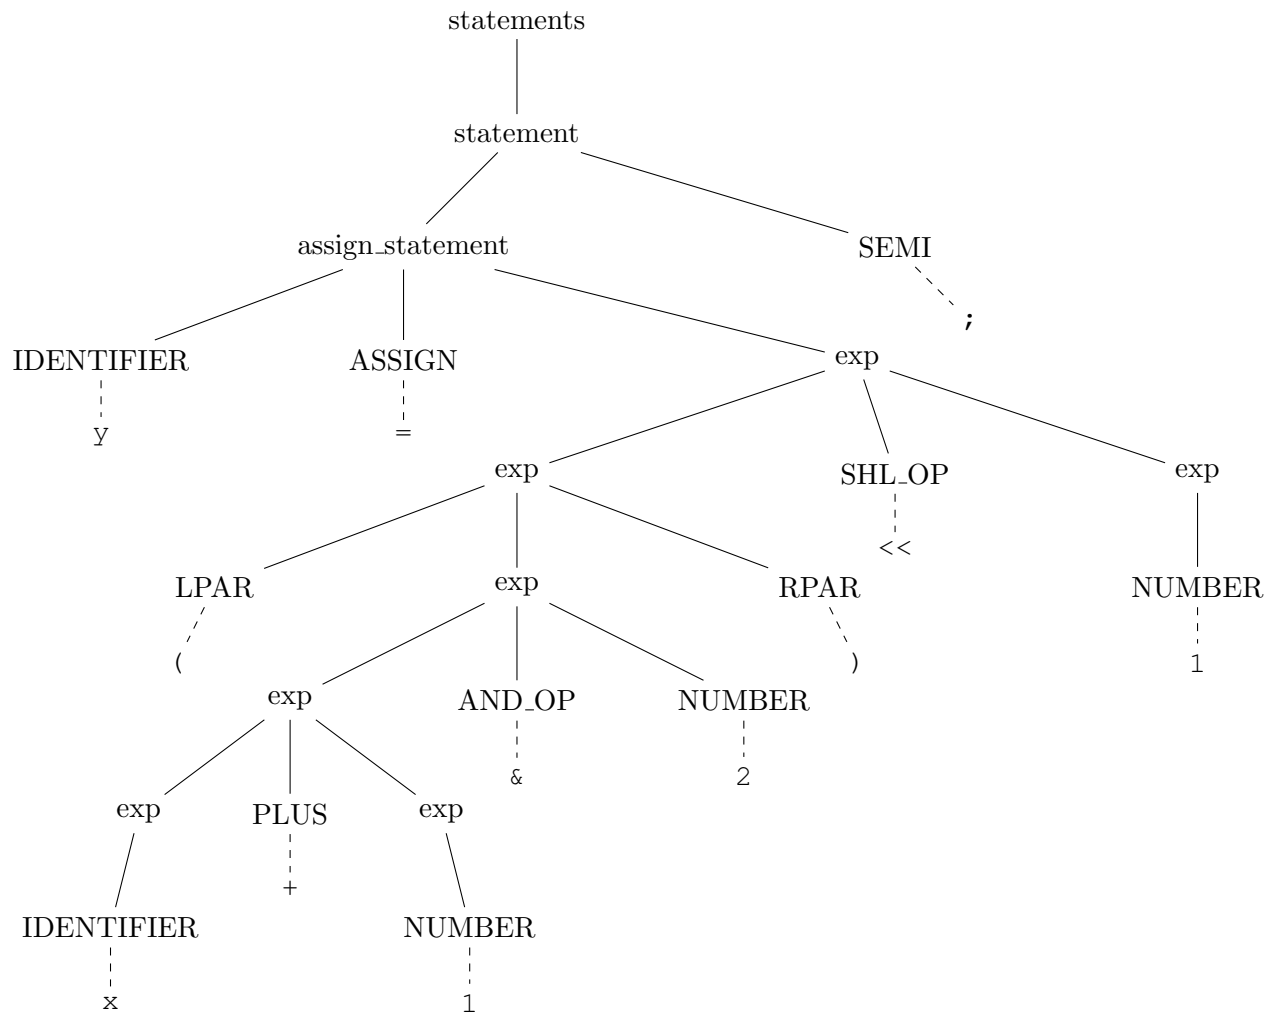 statements
statement
assign_statement SEMI
;
IDENTIFIER ASSIGN exp
y =
exp SHL_OP exp
<<
LPAR exp RPAR NUMBER
( ) 1
exp AND_OP NUMBER
& 2
exp PLUS exp
+
IDENTIFIER NUMBER
x 1